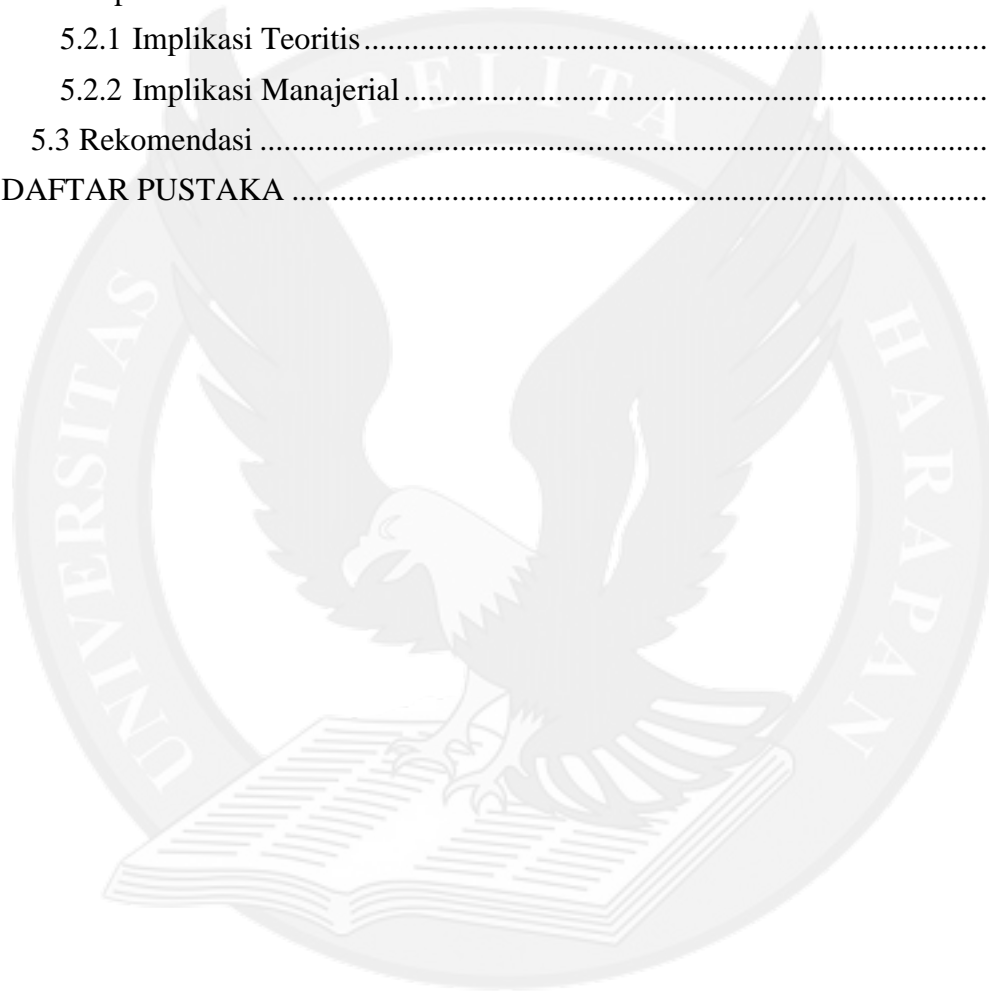 5.2.1 Implikasi Teoritis........................................................................................
5.2.2 Implikasi Manajerial...................................................................................
5.3 Rekomendasi .................................................................................................
DAFTAR PUSTAKA .............................................................................................
UNIVERSITAS PELITA HARAPAN